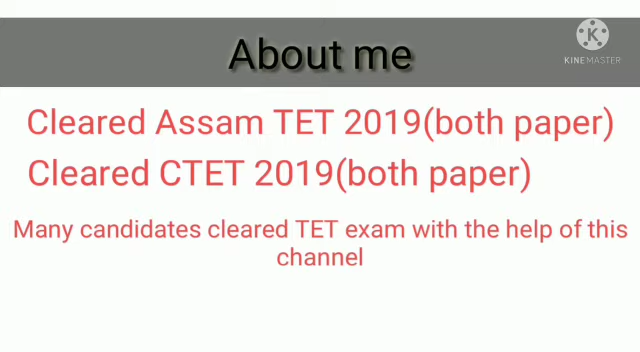 About me
KINEMASTER
Cleared Assam TET 2019(both paper)
Cleared CTET 2019(both paper)
Many candidates cleared TET exam with the help of this
channel